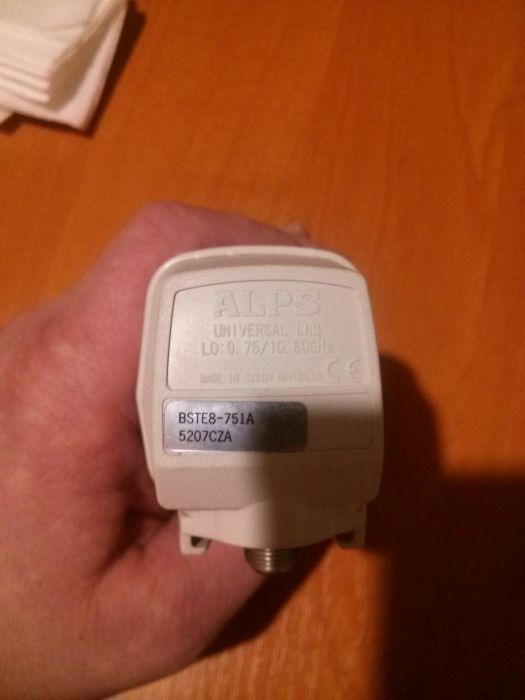 ALPS
UNIVERSAL LNB
LO:9.75/10.60GHz
MADE IN CZECH REPUBLIC CE
BSTE8-751A
5207CZA